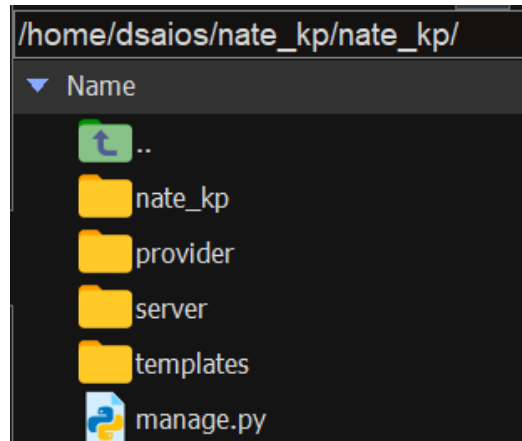 /home/dsaios/nate_kp/nate_kp/
Name
..
nate_kp
provider
server
templates
manage.py